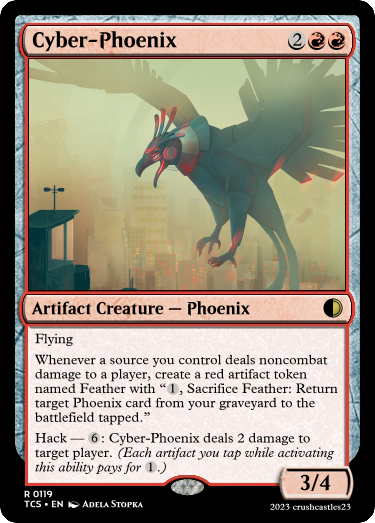 Cyber-Phoenix 2
Artifact Creature — Phoenix
Flying
Whenever a source you control deals noncombat
damage to a player, create a red artifact token
named Feather with “1, Sacrifice Feather: Return
target Phoenix card from your graveyard to the
battlefield tapped.”
Hack — 6: Cyber-Phoenix deals 2 damage to
target player. (Each artifact you tap while activating
this ability pays for 1.)
3/4
R 0119
TCS • EN Adela Stopka
2023 crushcastles23